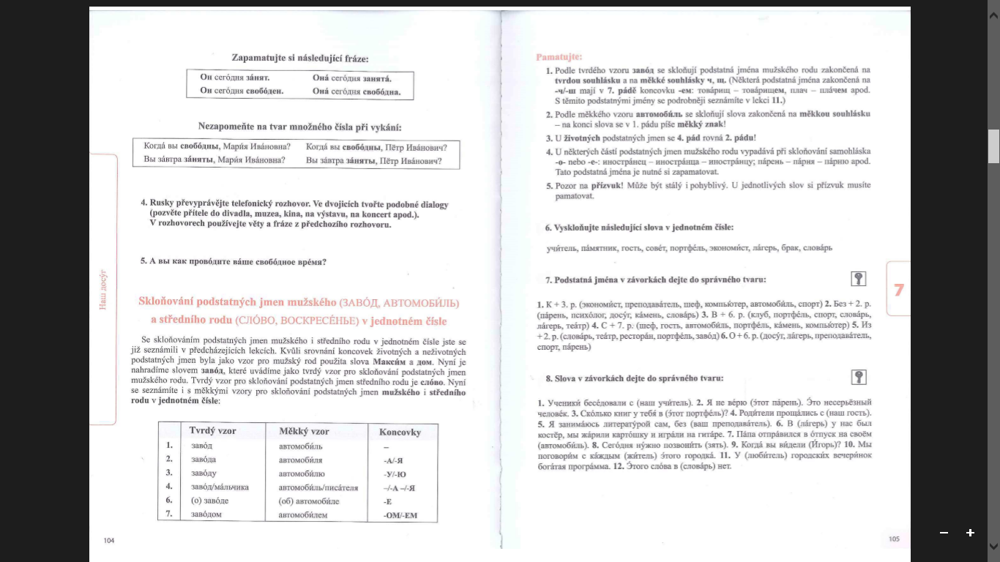 Zapamatujte si následující fráze:
Он сего́дня за́нят. Она́ сего́дня занята́.
Он сего́дня свобо́ден. Она́ сего́дня свобо́дна.
Nezapomeňte na tvar množného čísla při vykání:
Когда́ вы свобо́дны, Мари́я Ива́новна? Когда́ вы свобо́дны, Пётр Ива́нович?
Вы за́втра за́няты, Мари́я Ива́новна? Вы за́втра за́няты, Пётр Ива́нович?
4. Rusky převyprávějte telefonický rozhovor. Ve dvojicích tvořte podobné dialogy
(pozvěte přítele do divadla, muzea, kina, na výstavu, na koncert apod.).
V rozhovorech používejte věty a fráze z předchozího rozhovoru.
5. А вы как прово́дите ва́ше свобо́дное вре́мя?
Наш досу́г
Skloňování podstatných jmen mužského (ЗАВО́Д, АВТОМОБИ́ЛЬ)
a středního rodu (СЛО́ВО, ВОСКРЕСЕ́НЬЕ) v jednotném čísle
Se skloňováním podstatných jmen mužského i středního rodu v jednotném čísle jste se
již seznámili v předcházejících lekcích. Kvůli srovnání koncovek životných a neživotných
podstatných jmen byla jako vzor pro mužský rod použita slova Макси́м a дом. Nyní je
nahradíme slovem заво́д, které uvádíme jako tvrdý vzor pro skloňování podstatných jmen
mužského rodu. Tvrdý vzor pro skloňování podstatných jmen středního rodu je сло́во. Nyní
se seznámíte i s měkkými vzory pro skloňování podstatných jmen mužského i středního
rodu v jednotném čísle:
Tvrdý vzor Měkký vzor Koncovky
1. заво́д автомоби́ль –
2. заво́да автомоби́ля -А/-Я
3. заво́ду автомоби́лю -У/-Ю
4. заво́д/ма́льчика автомоби́ль/писа́теля –/-А –/-Я
6. (о) заво́де (об) автомоби́ле -Е
7. заво́дом автомоби́лем -ОМ/-ЕМ
104
Pamatujte:
1. Podle tvrdého vzoru заво́д se skloňují podstatná jména mužského rodu zakončená na
tvrdou souhlásku a na měkké souhlásky ч, щ. (Některá podstatná jména zakončená na
-ч/-щ mají v 7. pádě koncovku -ем: това́рищ – това́рищем, плач – пла́чем apod.
S těmito podstatnými jmény se podrobněji seznámíte v lekci 11.)
2. Podle měkkého vzoru автомоби́ль se skloňují slova zakončená na měkkou souhlásku
– na konci slova se v 1. pádu píše měkký znak!
3. U životných podstatných jmen se 4. pád rovná 2. pádu!
4. U některých částí podstatných jmen mužského rodu vypadává při skloňování samohláska
-о- nebo -е-: иностра́нец – иностра́нца – иностра́нцу; па́рень – па́рня – па́рню apod.
Tato podstatná jména je nutné si zapamatovat.
5. Pozor na přízvuk! Může být stálý i pohyblivý. U jednotlivých slov si přízvuk musíte
pamatovat.
6. Vyskloňujte následující slova v jednotném čísle:
учи́тель, па́мятник, гость, сове́т, портфе́ль, экономи́ст, ла́герь, брак, слова́рь
7. Podstatná jména v závorkách dejte do správného tvaru:
1. К + 3. p. (экономи́ст, преподава́тель, шеф, компью́тер, автомоби́ль, спорт) 2. Без + 2. p.
(па́рень, психо́лог, досу́г, ка́мень, слова́рь) 3. В + 6. p. (клуб, портфе́ль, спорт, слова́рь,
ла́герь, теа́тр) 4. С + 7. p. (шеф, гость, автомоби́ль, портфе́ль, ка́мень, компью́тер) 5. Из
+ 2. p. (слова́рь, теа́тр, рестора́н, портфе́ль, заво́д) 6. О + 6. p. (досу́г, ла́герь, преподава́тель,
спорт, па́рень)
7
8. Slova v závorkách dejte do správného tvaru:
1. Ученики́ бесе́довали с (наш учи́тель). 2. Я не ве́рю (э́тот па́рень). Э́то несерьёзный
челове́к. 3. Ско́лько книг у тебя́ в (э́тот портфе́ль)? 4. Роди́тели проща́лись с (наш гость).
5. Я занима́юсь литерату́рой сам, без (ваш преподава́тель). 6. В (ла́герь) у нас был
костёр, мы жа́рили карто́шку и игра́ли на гита́ре. 7. Па́па отпра́вился в о́тпуск на своём
(автомоби́ль). 8. Сего́дня ну́жно позвони́ть (зять). 9. Когда́ вы ви́дели (И́горь)? 10. Мы
поговори́м с ка́ждым (жи́тель) э́того городка́. 11. У (люби́тель) городски́х вечери́нок
бога́тая програ́мма. 12. Э́того сло́ва в (слова́рь) нет.
105